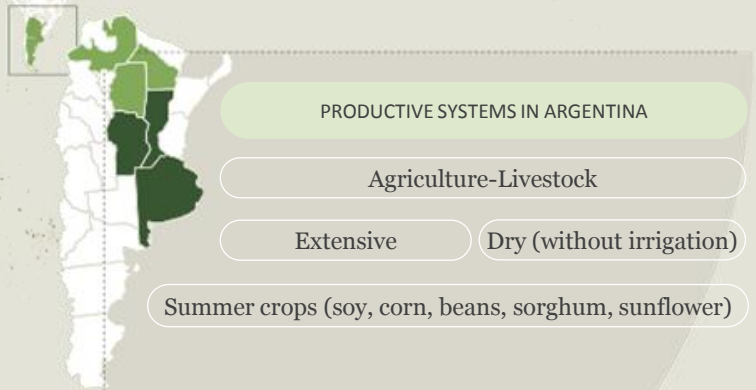 PRODUCTIVE SYSTEMS IN ARGENTINA
Agriculture-Livestock
Extensive
Dry (without irrigation)
Summer crops (soy, corn, beans, sorghum, sunflower)